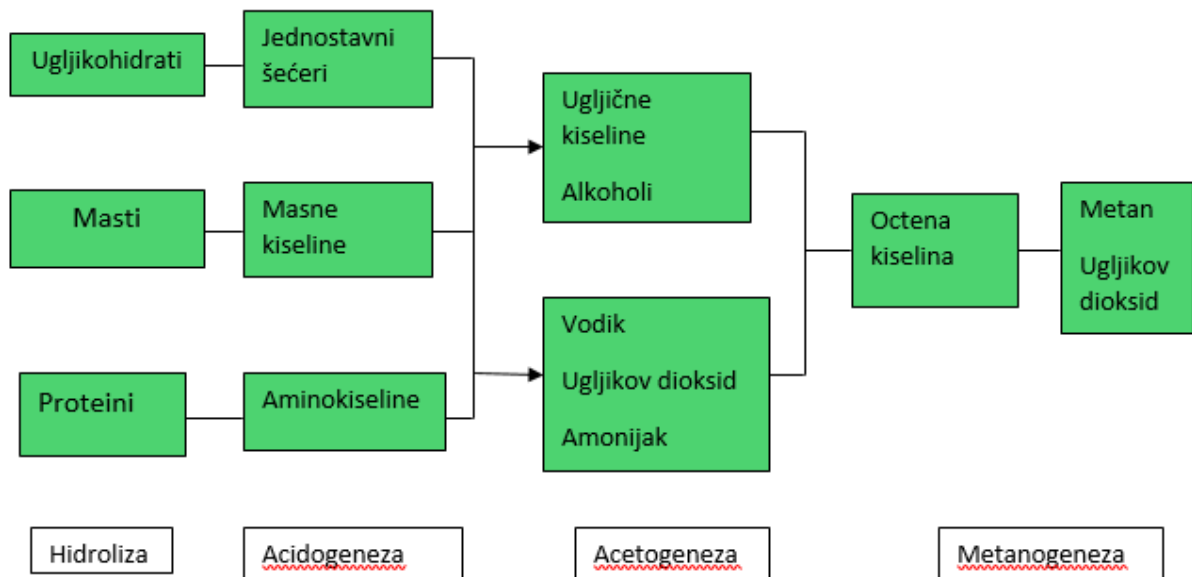 Ugljikohidrati
Jednostavni
šećeri
Masti
Masne
kiseline
Proteini
Aminokiseline
Ugljične
kiseline
Alkoholi
Vodik
Ugljikov dioksid
Amonijak
Octena
kiselina
Metan
Ugljikov
dioksid
Hidroliza
Acidogeneza
Acetogeneza
Metanogeneza